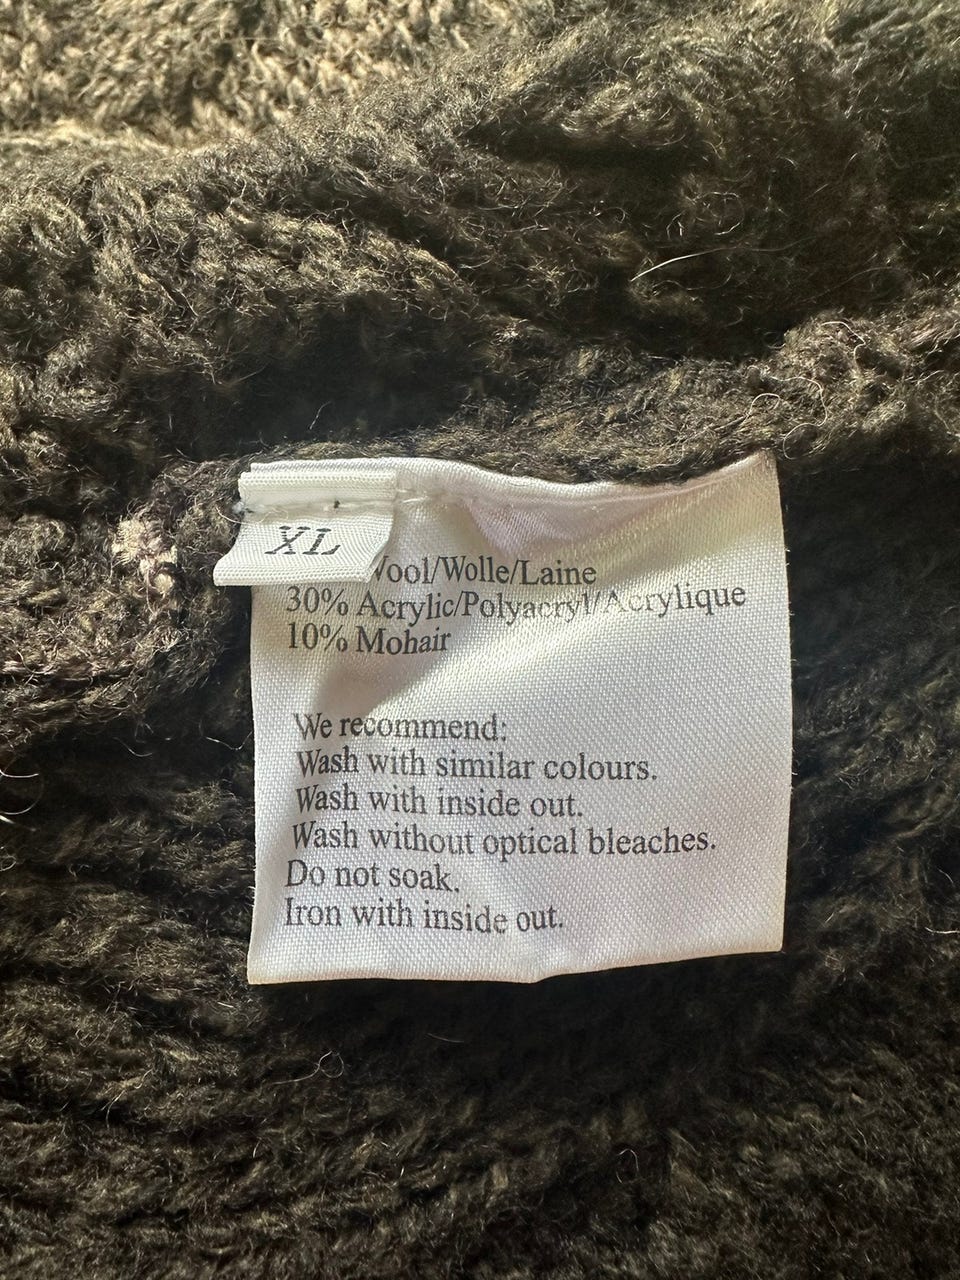 XL
Wool/Wolle/Laine
30% Acrylic/Polyacryl/Acrylique
10% Mohair
We recommend:
Wash with similar colours.
Wash with inside out.
Wash without optical bleaches.
Do not soak.
Iron with inside out.